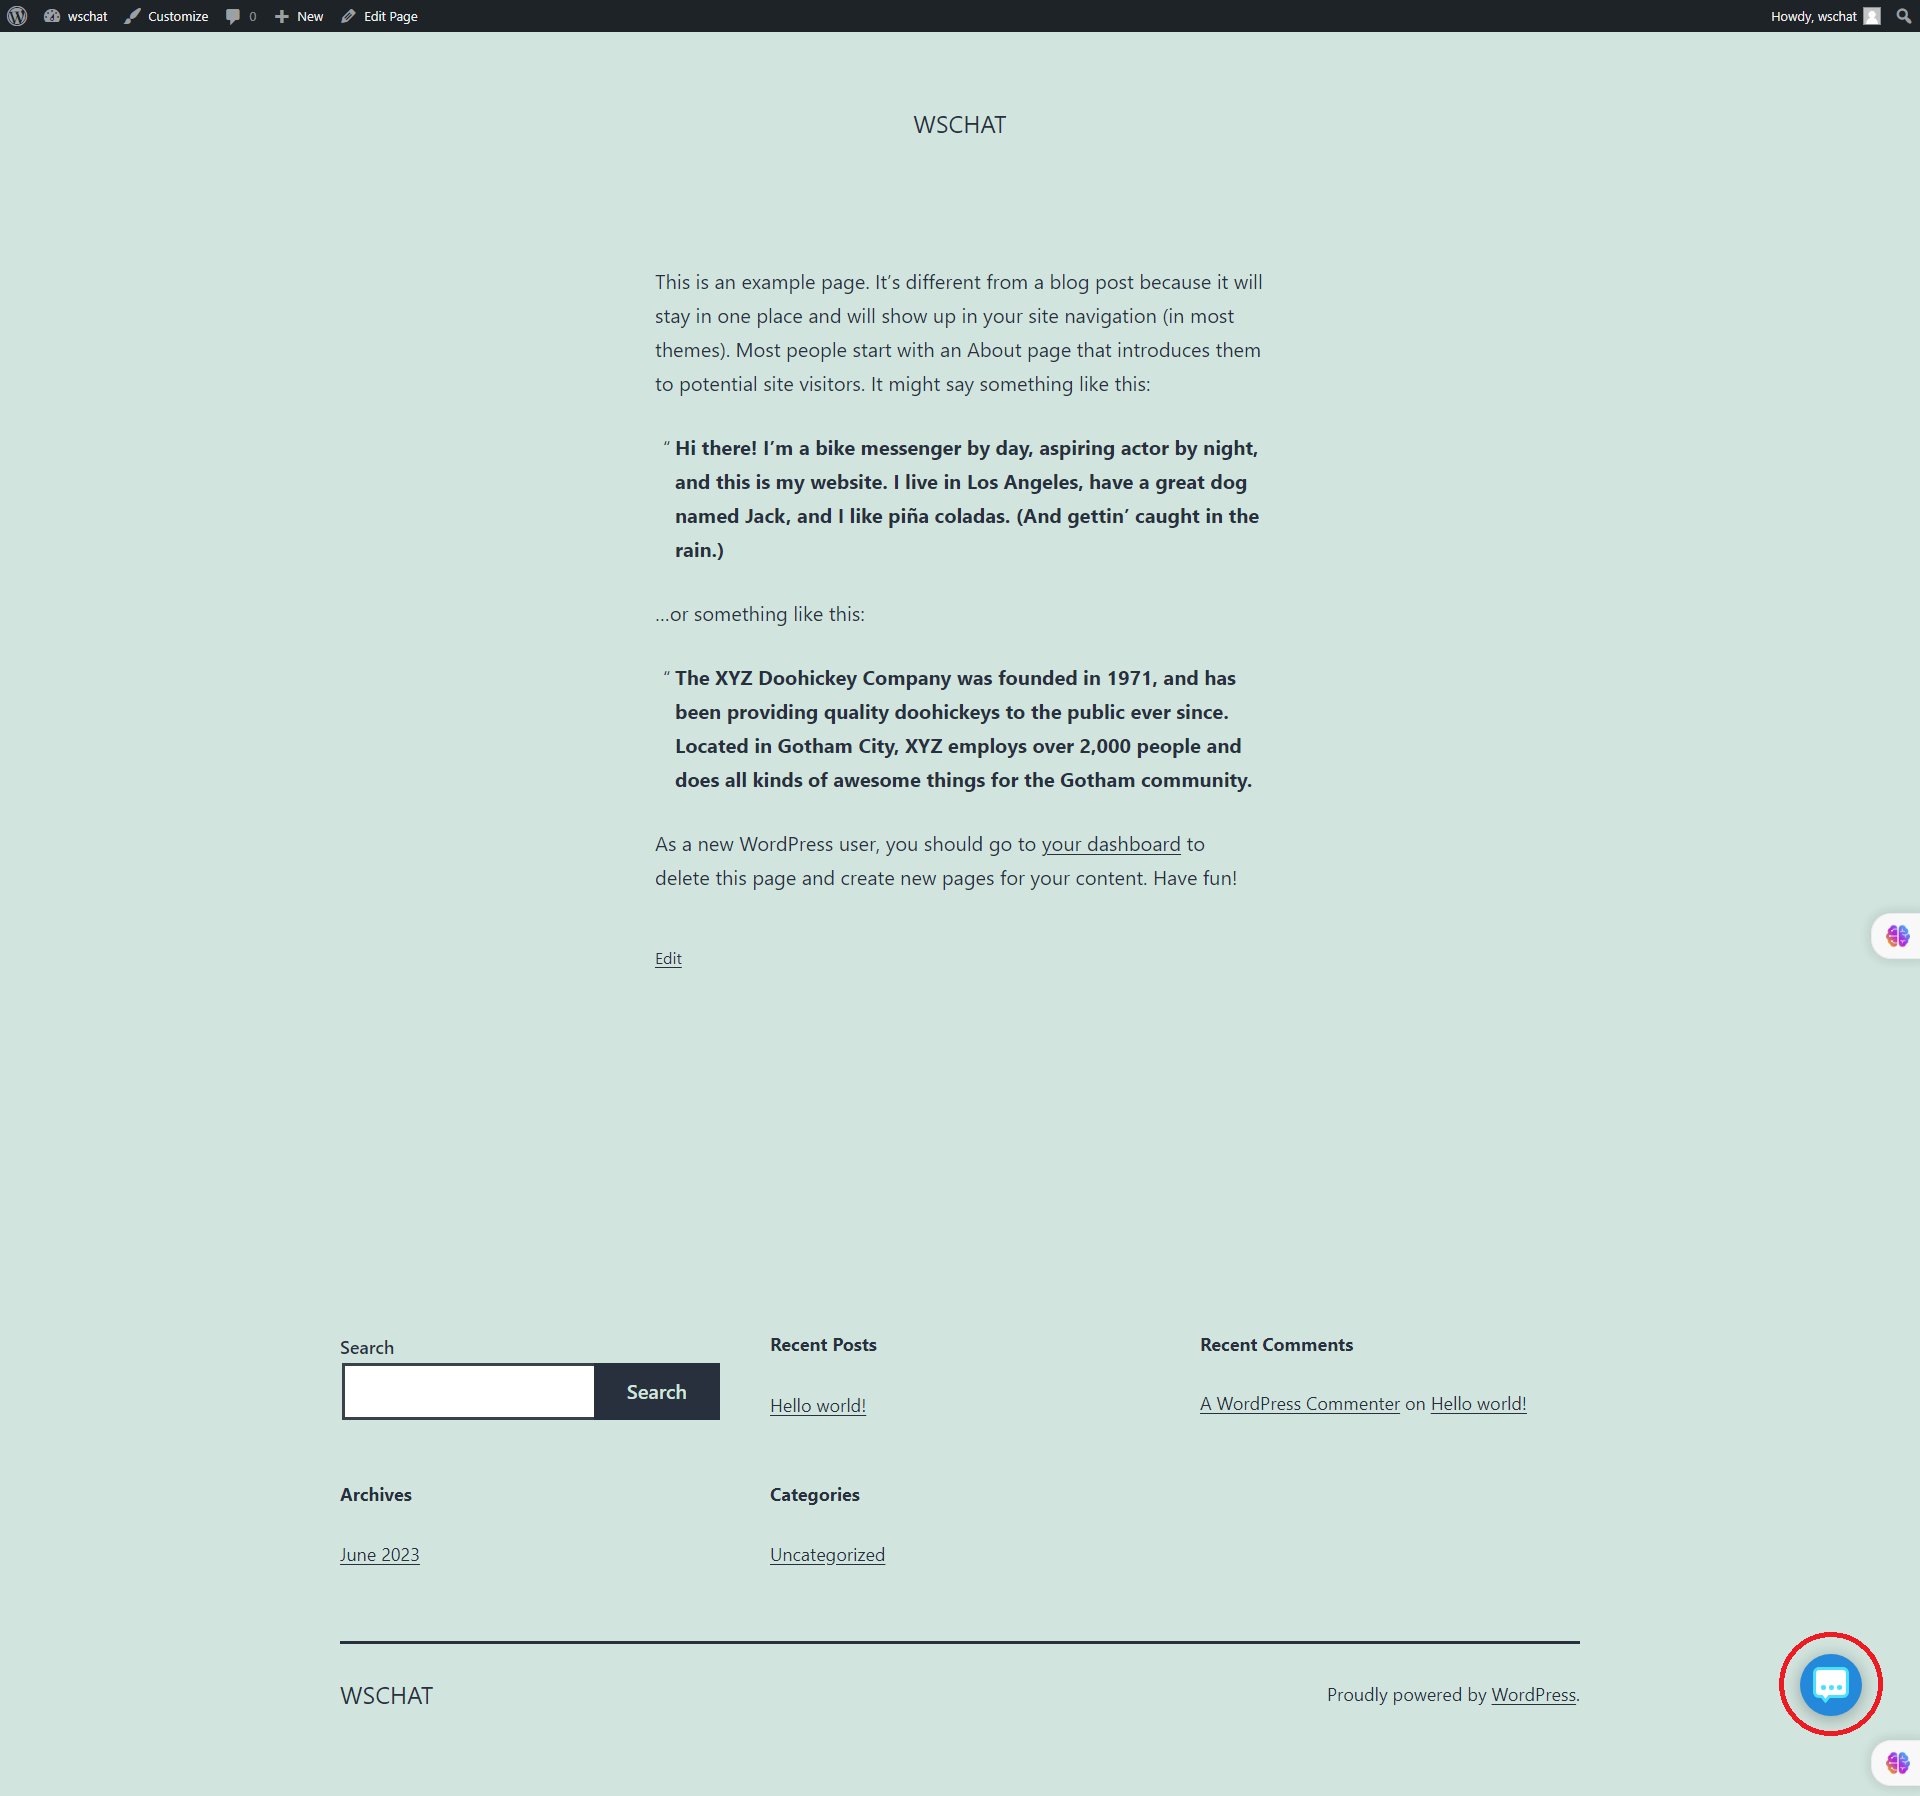 wschat Customize 0 New Edit Page Howdy, wschat
WSCHAT
This is an example page. It’s different from a blog post because it will
stay in one place and will show up in your site navigation (in most
themes). Most people start with an About page that introduces them
to potential site visitors. It might say something like this:
“ Hi there! I’m a bike messenger by day, aspiring actor by night,
and this is my website. I live in Los Angeles, have a great dog
named Jack, and I like piña coladas. (And gettin’ caught in the
rain.)
…or something like this:
“ The XYZ Doohickey Company was founded in 1971, and has
been providing quality doohickeys to the public ever since.
Located in Gotham City, XYZ employs over 2,000 people and
does all kinds of awesome things for the Gotham community.
As a new WordPress user, you should go to your dashboard to
delete this page and create new pages for your content. Have fun!
Edit
Search
Search
Recent Posts
Hello world!
Recent Comments
A WordPress Commenter on Hello world!
Archives
June 2023
Categories
Uncategorized
WSCHAT
Proudly powered by WordPress.